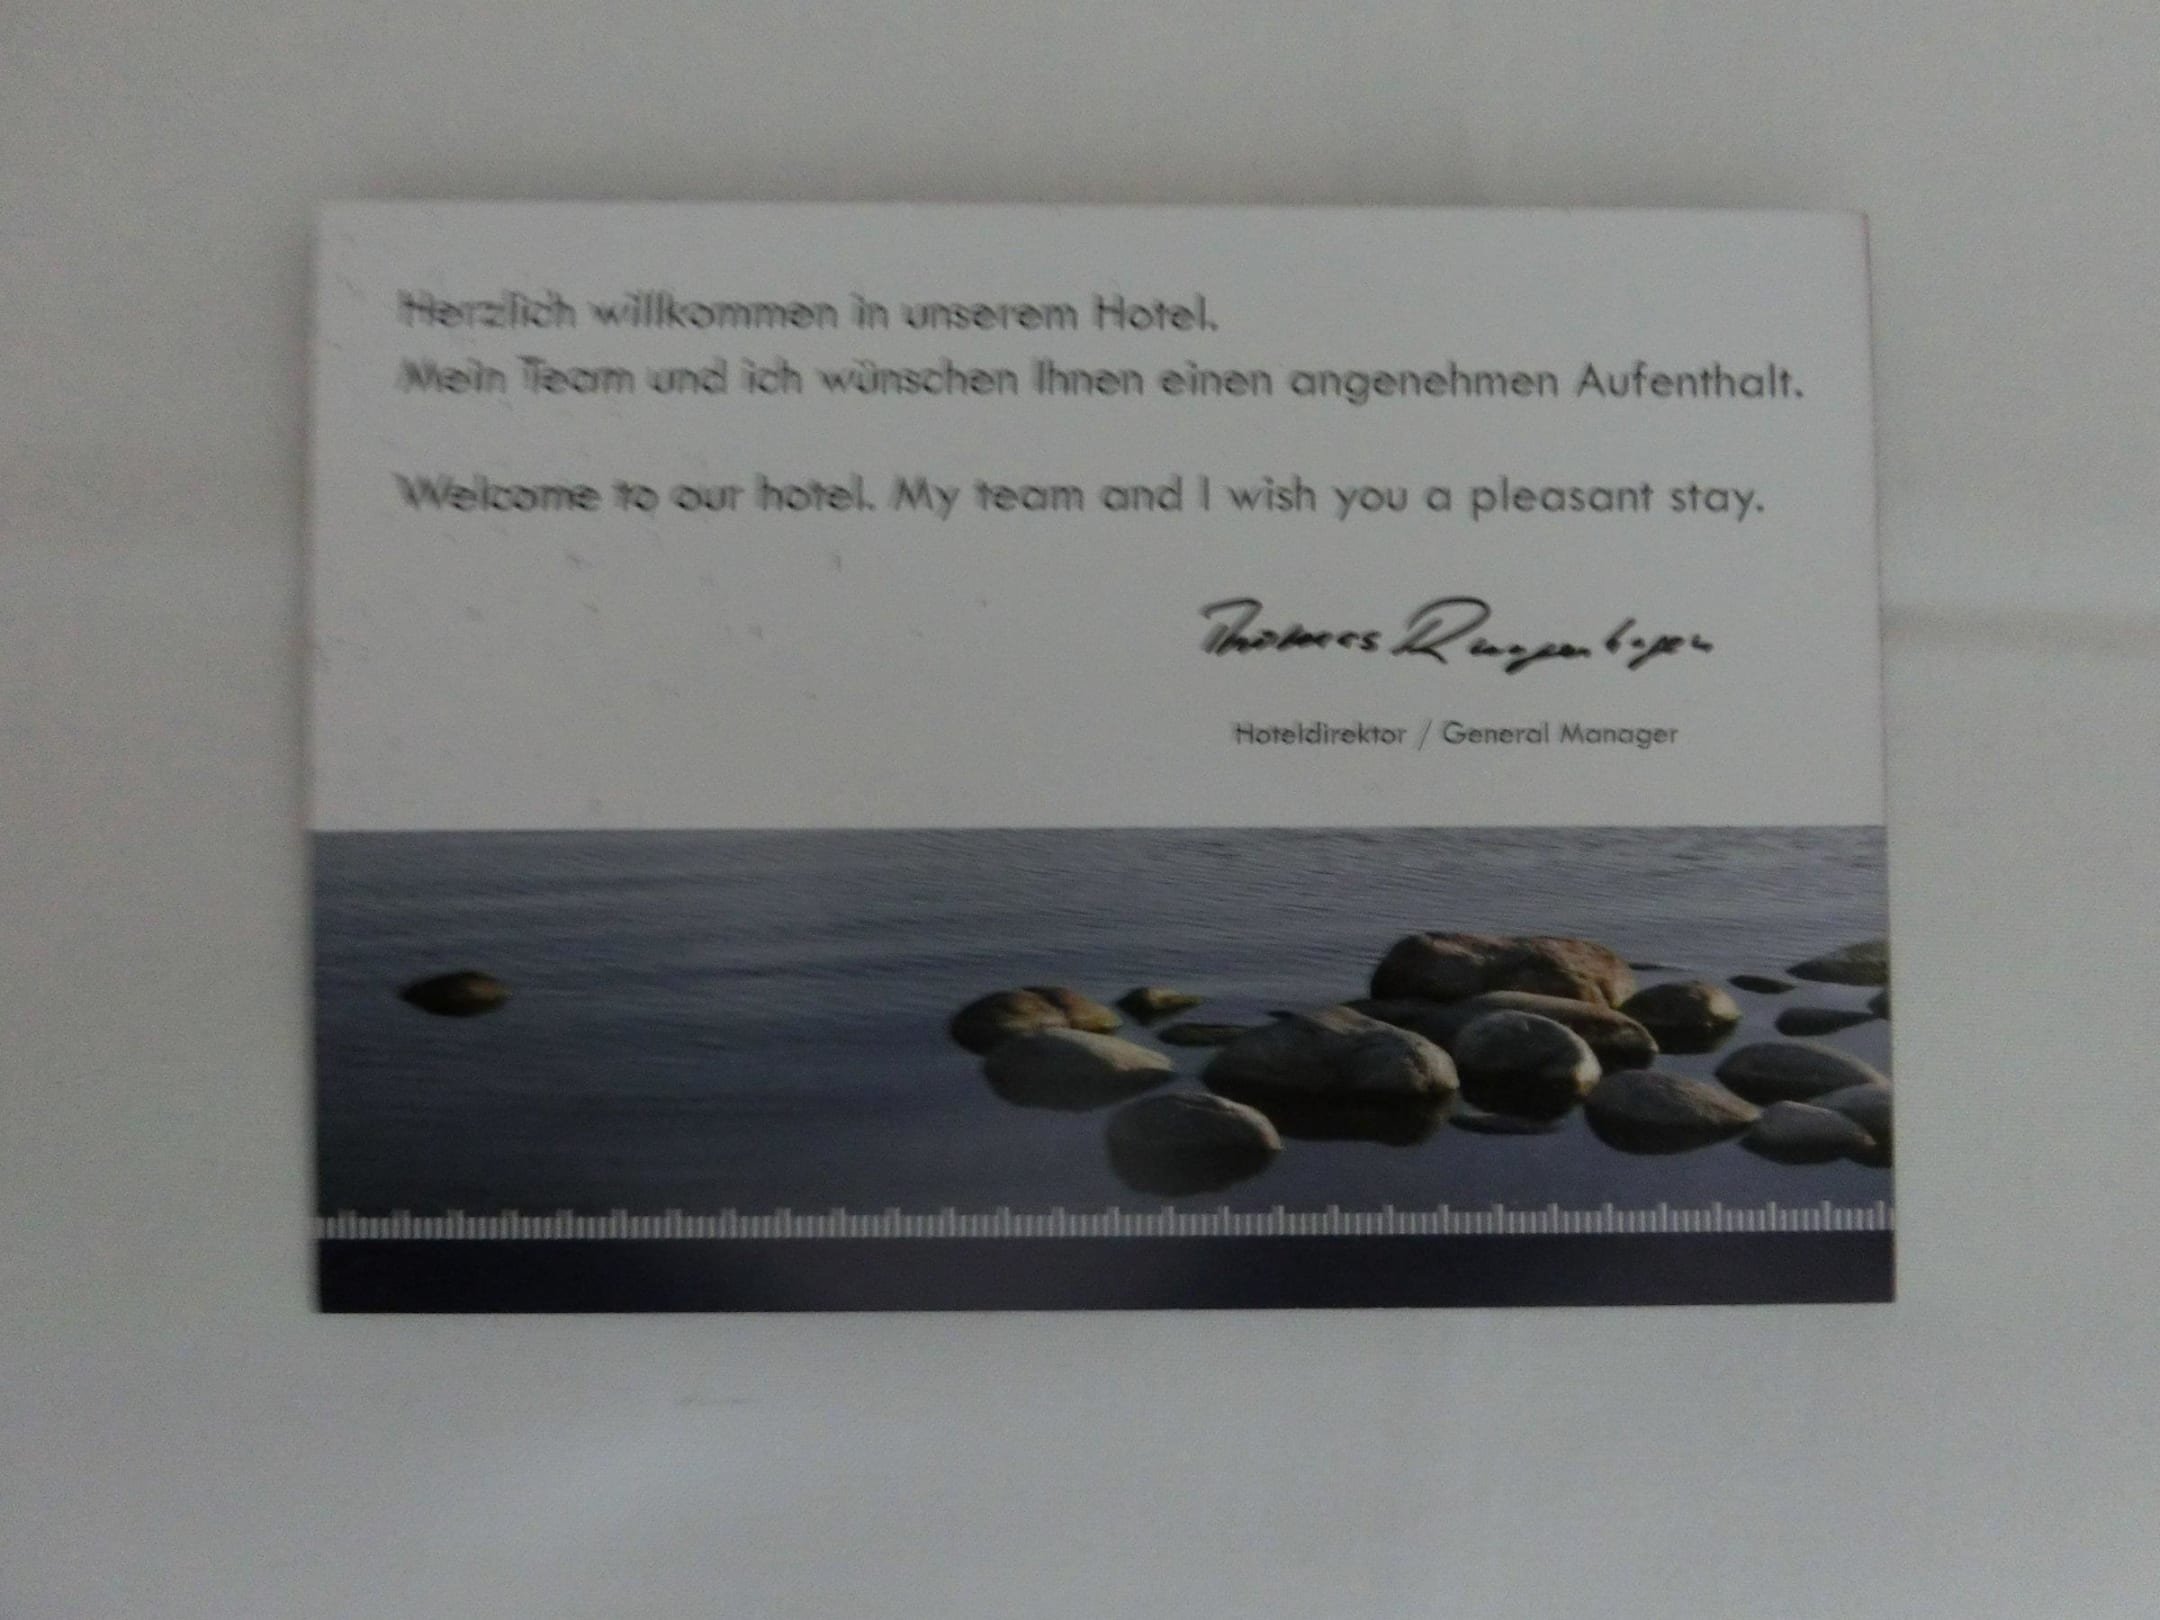 Herzlich willkommen in unserem Hotel.
Mein Team und ich wünschen Ihnen einen angenehmen Aufenthalt.
Welcome to our hotel. My team and I wish you a pleasant stay.
Thomas
Hoteldirektor / General Manager